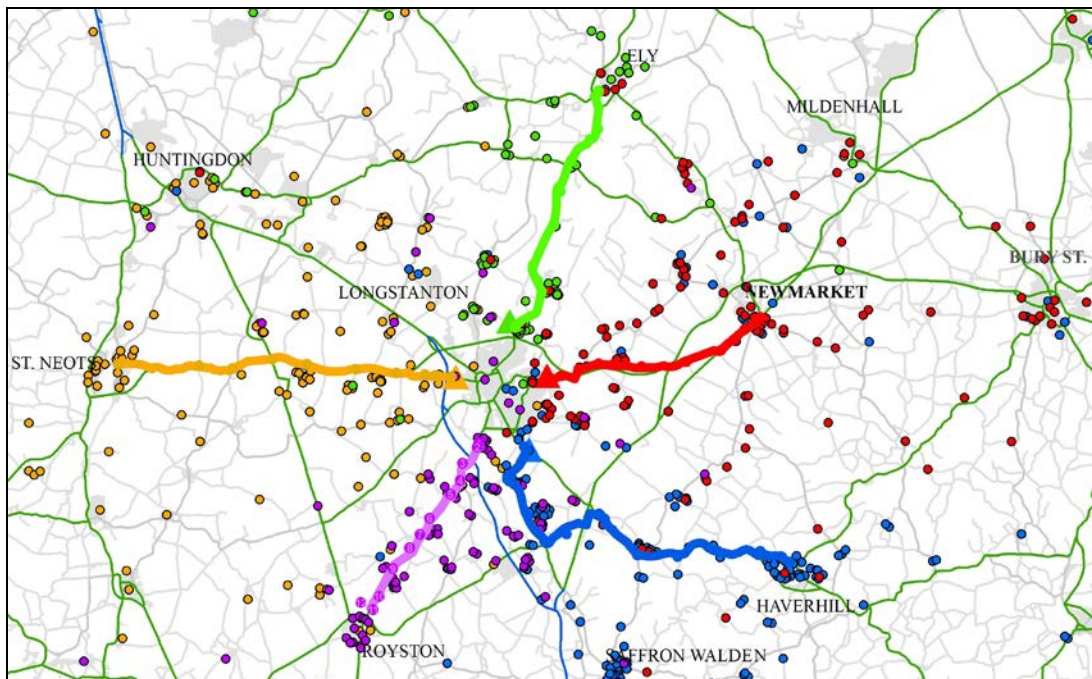 ELY
MILDENHALL
HUNTINGDON
BURY ST.
LONGSTANTON
NEWMARKET
ST. NEOTS
HAVERHILL
ROYSTON
SAFFRON WALDEN